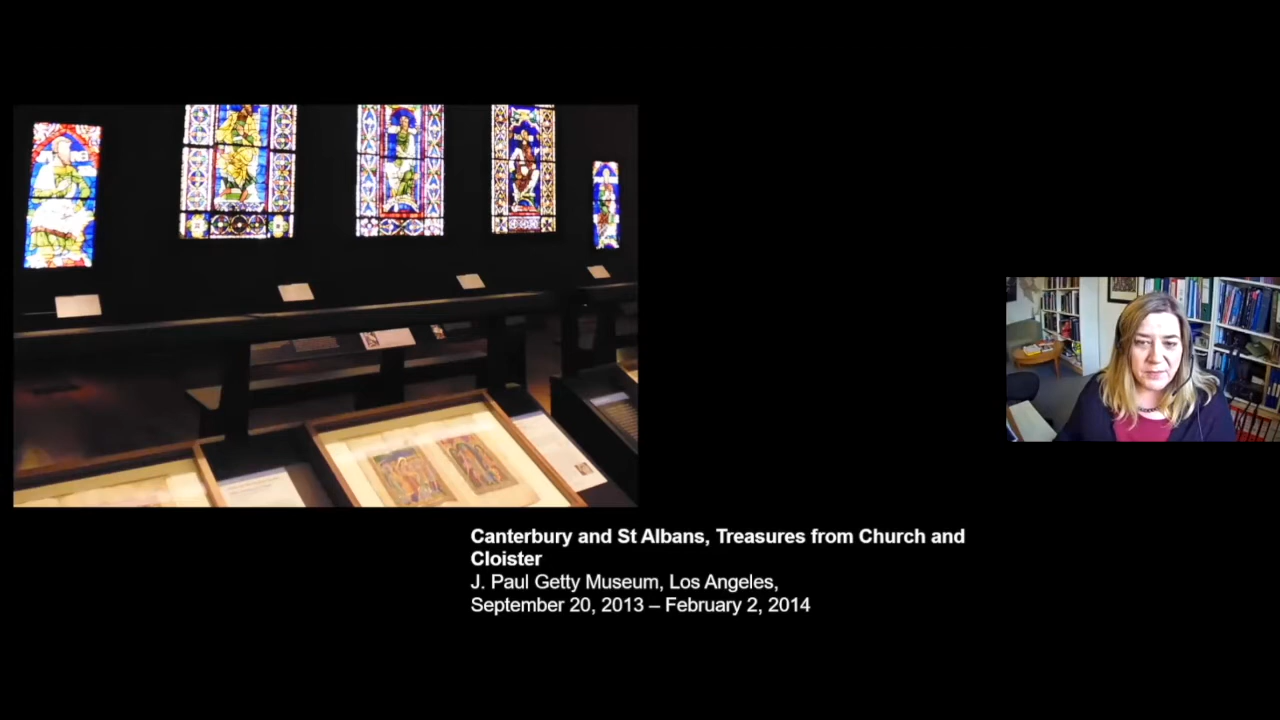 Canterbury and St Albans, Treasures from Church and
Cloister
J. Paul Getty Museum, Los Angeles,
September 20, 2013 – February 2, 2014